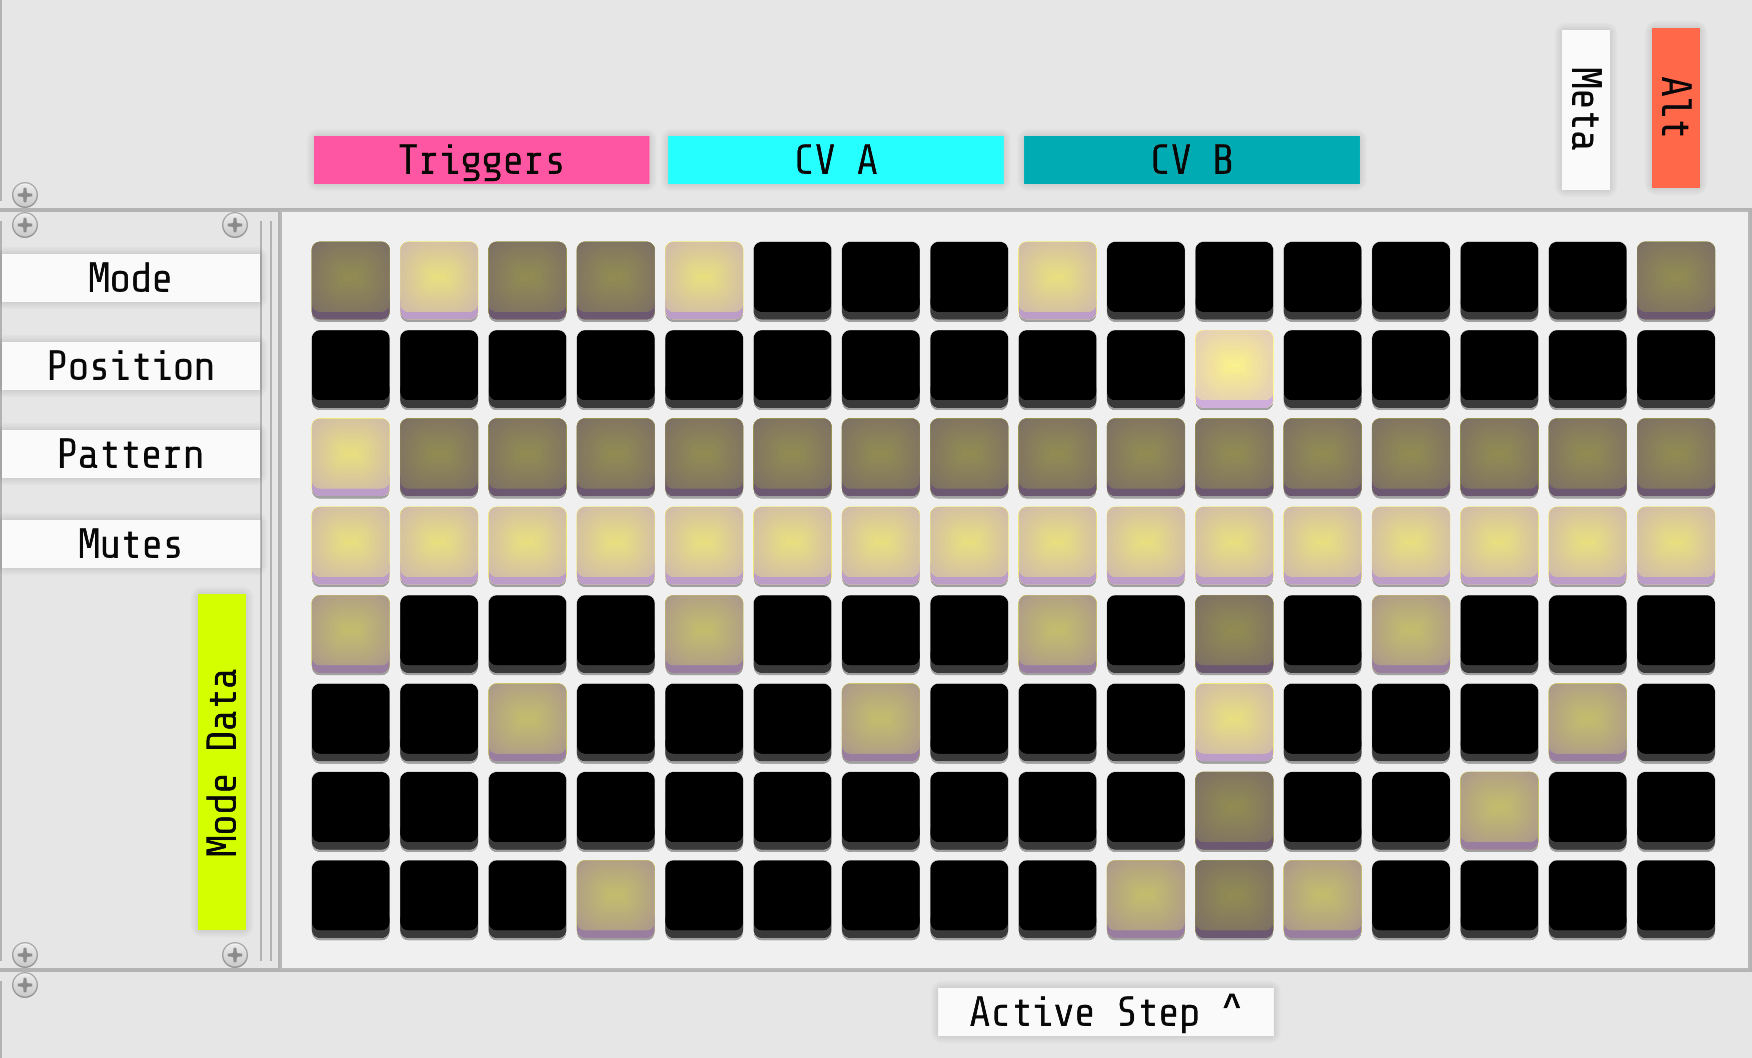 Meta
Alt
Triggers
CV A
CV B
Mode
Position
Pattern
Mutes
Mode Data
Active Step ^